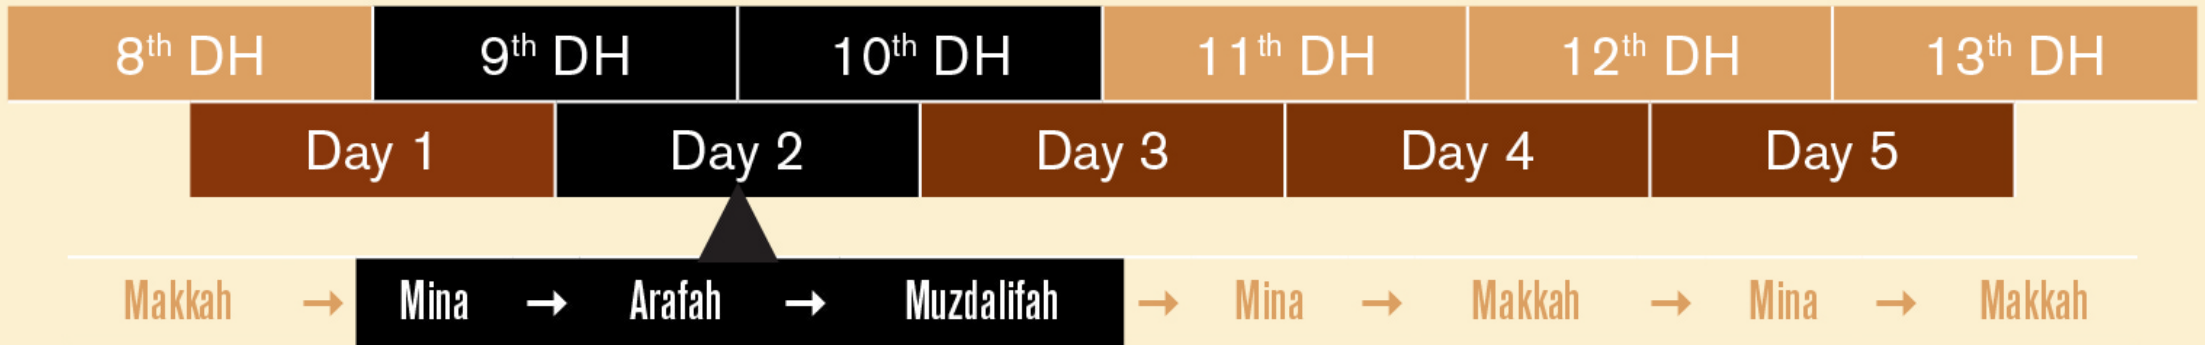 8th DH 9th DH 10th DH 11th DH 12th DH 13th DH
Day 1 Day 2 Day 3 Day 4 Day 5
Makkah → Mina → Arafah → Muzdalifah → Mina → Makkah → Mina → Makkah